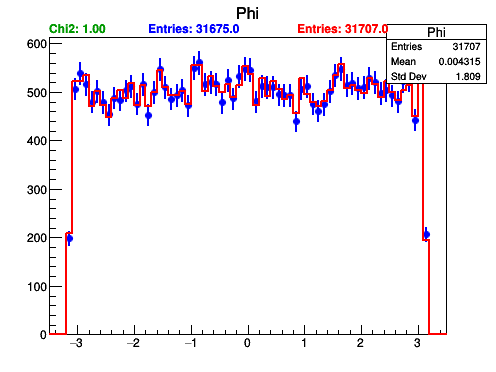 Phi
Chi2: 1.00 Entries: 31675.0 Entries: 31707.0
Phi
Entries 31707
Mean 0.004315
Std Dev 1.809
600
500
400
300
200
100
0
−3 −2 −1 0 1 2 3